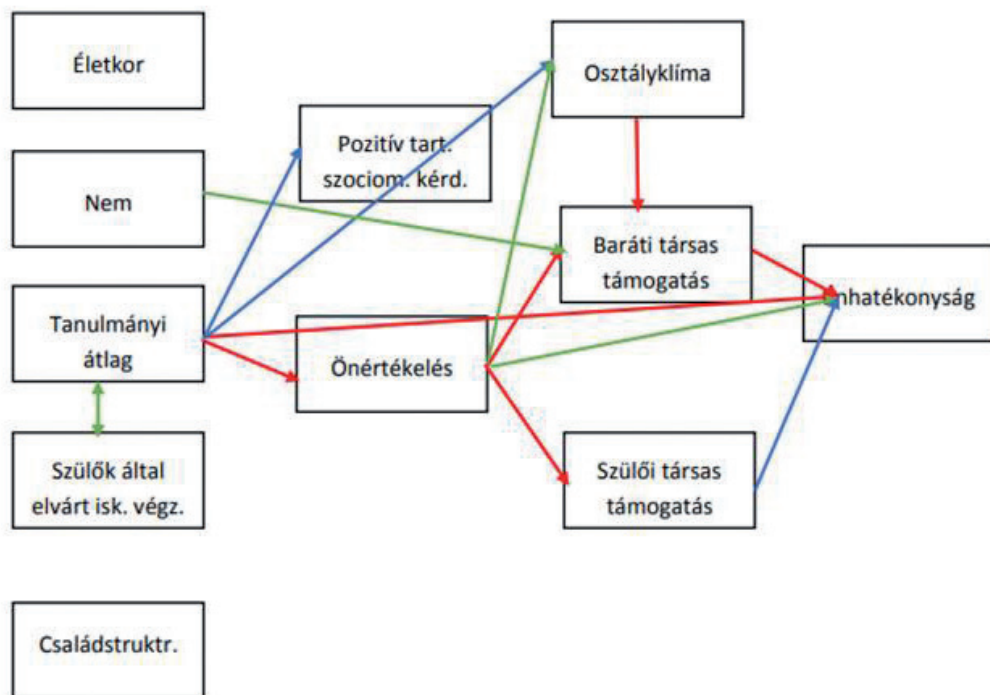 Életkor
Osztályklíma
Pozitív tart.
szociom. kérd.
Nem
Baráti társas
támogatás
nhatékonyság
Tanulmányi
átlag
Önértékelés
Szülők által
elvárt isk. végz.
Szülői társas
támogatás
Családstruktr.